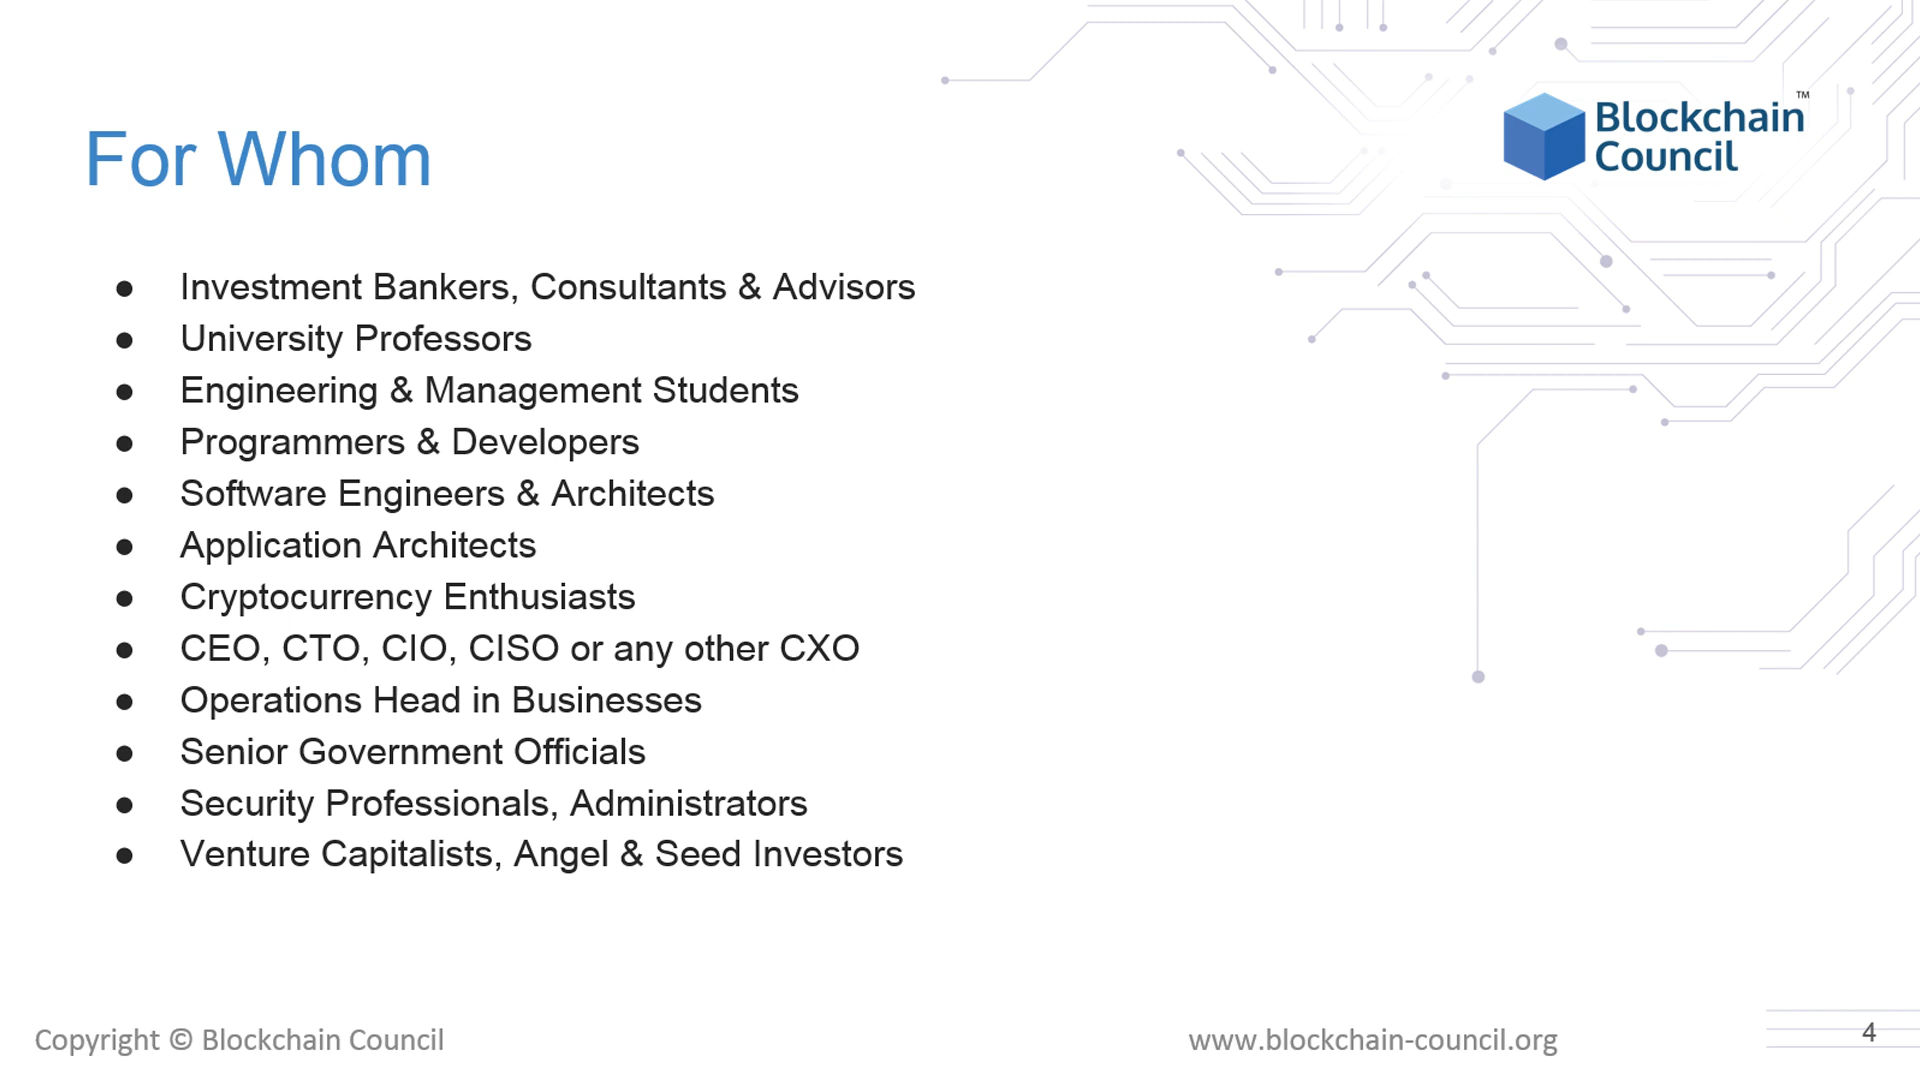 For Whom
Blockchain
Council
™
● Investment Bankers, Consultants & Advisors
● University Professors
● Engineering & Management Students
● Programmers & Developers
● Software Engineers & Architects
● Application Architects
● Cryptocurrency Enthusiasts
● CEO, CTO, CIO, CISO or any other CXO
● Operations Head in Businesses
● Senior Government Officials
● Security Professionals, Administrators
● Venture Capitalists, Angel & Seed Investors
Copyright © Blockchain Council
www.blockchain-council.org
4